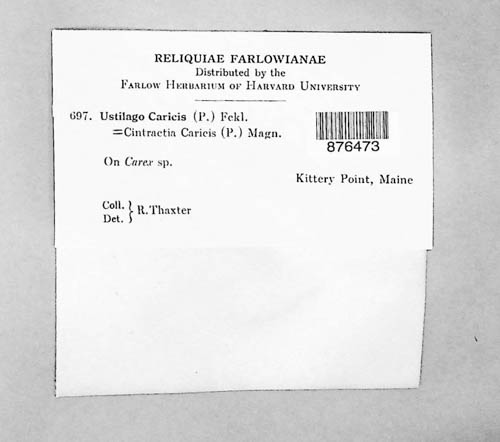 RELIQUIAE FARLOWIANAE
Distributed by the
FARLOW HERBARIUM OF HARVARD UNIVERSITY
697. Ustilago Caricis (P.) Fckl.
=Cintractia Caricis (P.) Magn.
876473
On Carex sp.
Kittery Point, Maine
Coll. } R. Thaxter
Det.